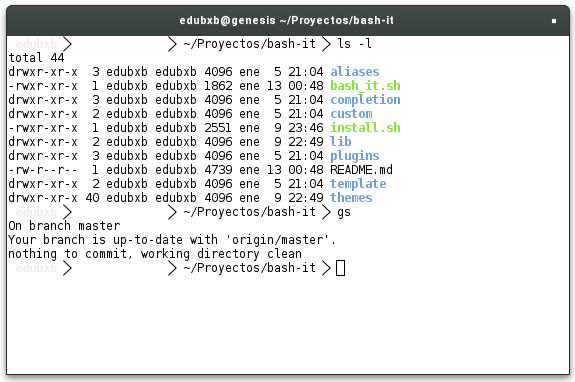 edubxb@genesis ~/Proyectos/bash-it
edubxb ~/Proyectos/bash-it ls -l
total 44
drwxr-xr-x  3 edubxb edubxb 4096 ene  5 21:04 aliases
-rwxr-xr-x  1 edubxb edubxb 1862 ene 13 00:48 bash_it.sh
drwxr-xr-x  3 edubxb edubxb 4096 ene  5 21:04 completion
drwxr-xr-x  2 edubxb edubxb 4096 ene  5 21:04 custom
-rwxr-xr-x  1 edubxb edubxb 2551 ene  9 23:46 install.sh
drwxr-xr-x  2 edubxb edubxb 4096 ene  9 22:49 lib
drwxr-xr-x  3 edubxb edubxb 4096 ene  5 21:04 plugins
-rw-r--r--  1 edubxb edubxb 4739 ene 13 00:48 README.md
drwxr-xr-x  2 edubxb edubxb 4096 ene  5 21:04 template
drwxr-xr-x 40 edubxb edubxb 4096 ene  9 22:49 themes
edubxb ~/Proyectos/bash-it gs
On branch master
Your branch is up-to-date with 'origin/master'.
nothing to commit, working directory clean
edubxb ~/Proyectos/bash-it